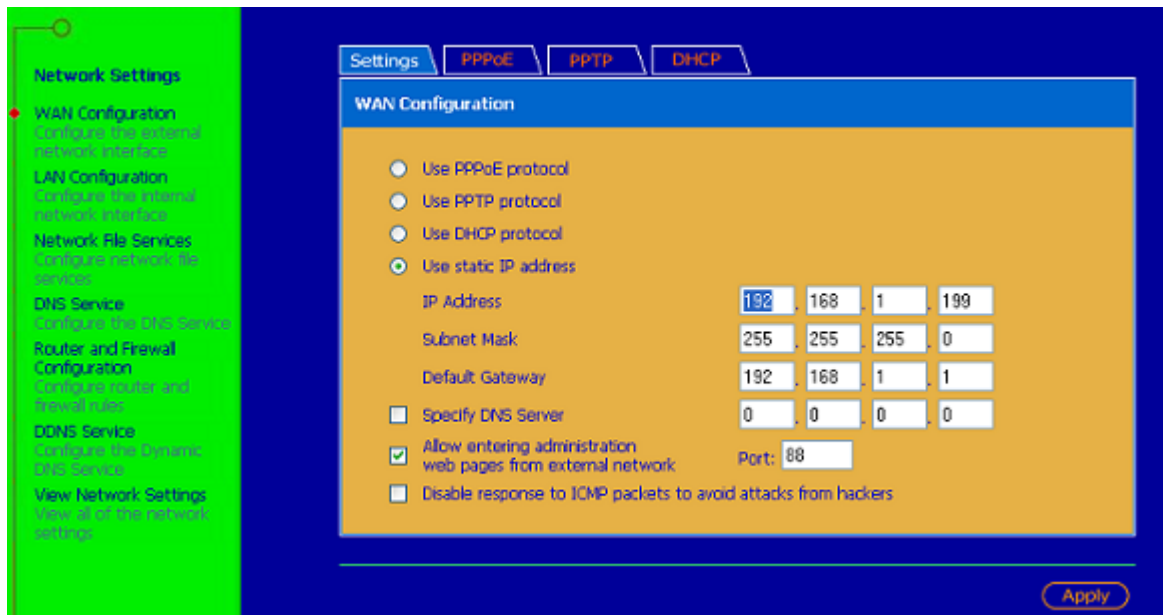 Network Settings
WAN Configuration
Configure the external
network interface
LAN Configuration
Configure the internal
network interface
Network File Services
Configure network file
services
DNS Service
Configure the DNS Service
Router and Firewall
Configuration
Configure router and
firewall rules
DDNS Service
Configure the Dynamic
DNS Service
View Network Settings
View all of the network
settings
Settings PPPoE PPTP DHCP
WAN Configuration
Use PPPoE protocol
Use PPTP protocol
Use DHCP protocol
Use static IP address
IP Address 192 . 168 . 1 . 199
Subnet Mask 255 . 255 . 255 . 0
Default Gateway 192 . 168 . 1 . 1
Specify DNS Server 0 . 0 . 0 . 0
Allow entering administration
web pages from external network Port: 88
Disable response to ICMP packets to avoid attacks from hackers
Apply